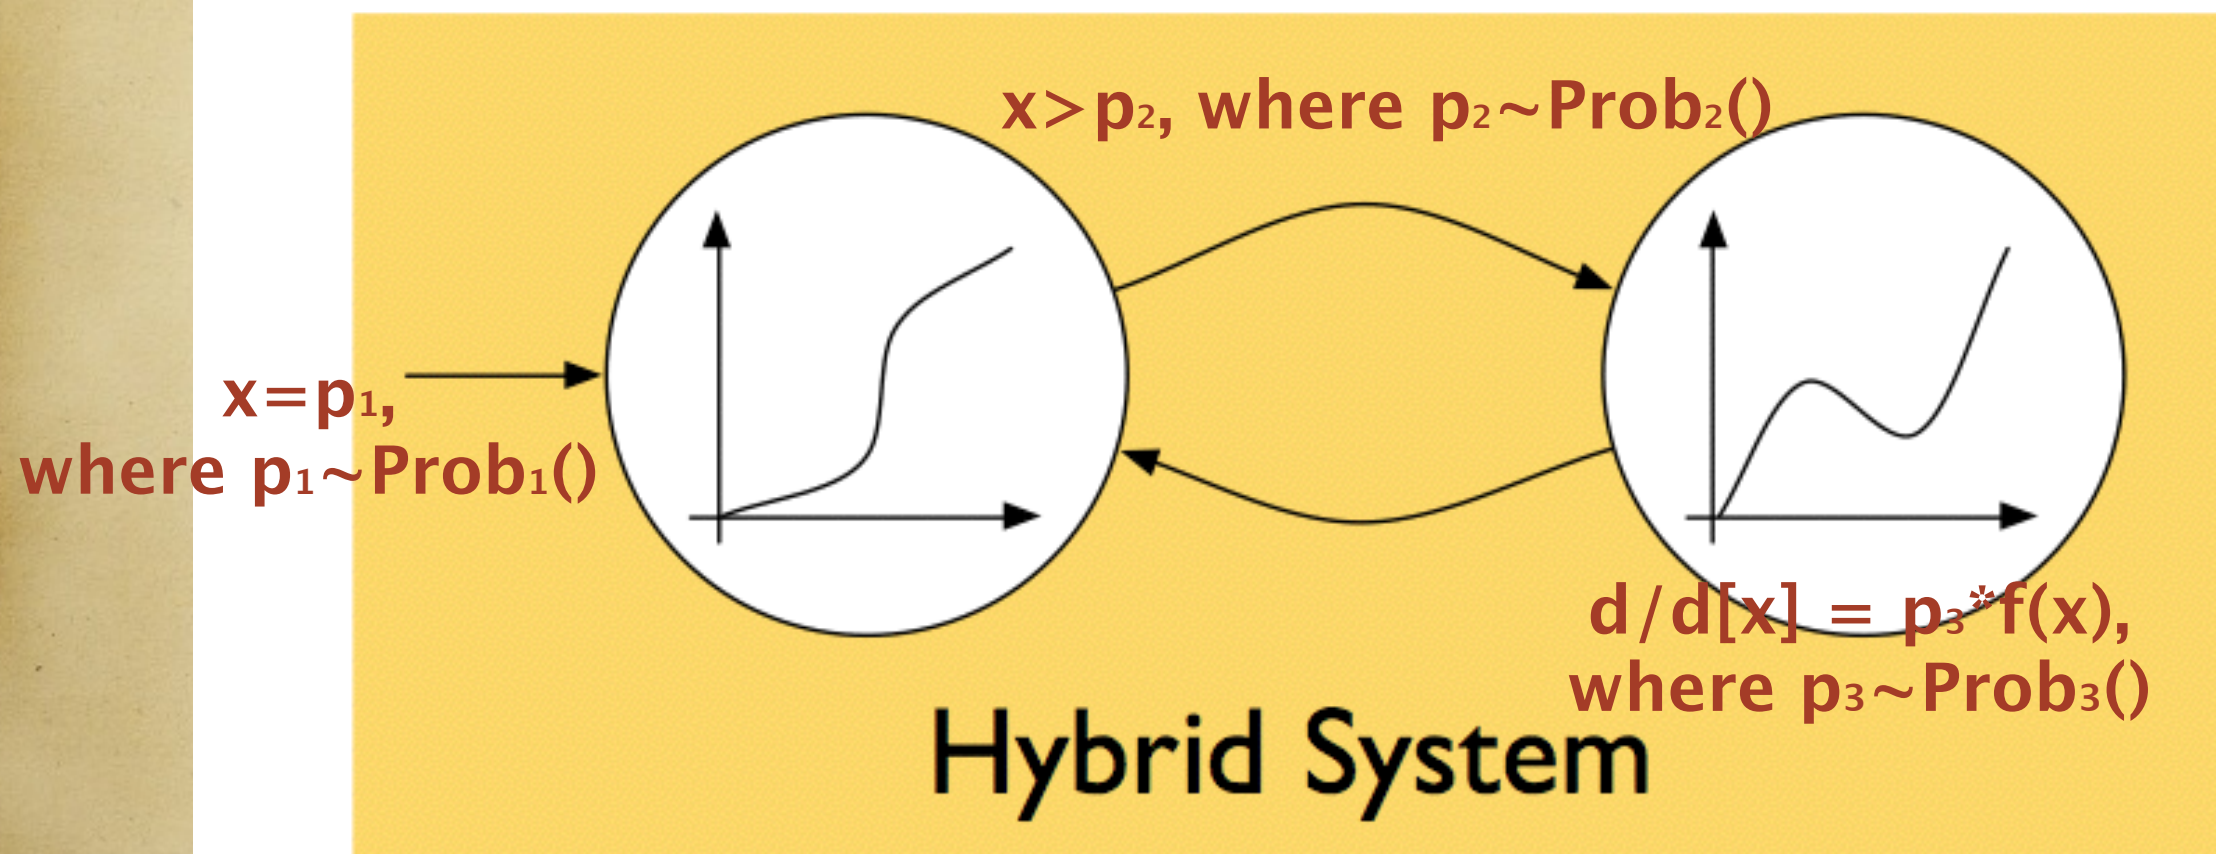 x>p₂, where p₂~Prob₂()
x=p₁,
where p₁~Prob₁()
d/d[x] = p₃*f(x),
where p₃~Prob₃()
Hybrid System